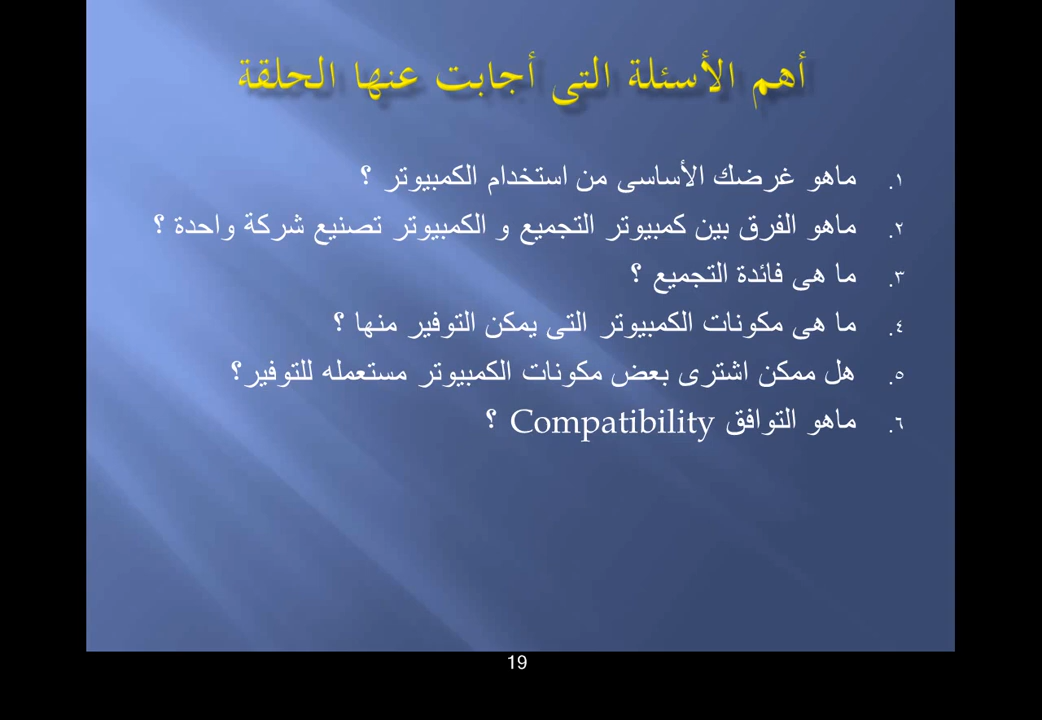 أهم الأسئلة التى أجابت عنها الحلقة
١. ماهو غرضك الأساسى من استخدام الكمبيوتر ؟
٢. ماهو الفرق بين كمبيوتر التجميع و الكمبيوتر تصنيع شركة واحدة ؟
٣. ما هى فائدة التجميع ؟
٤. ما هى مكونات الكمبيوتر التى يمكن التوفير منها ؟
٥. هل ممكن اشترى بعض مكونات الكمبيوتر مستعمله للتوفير؟
٦. ماهو التوافق Compatibility ؟
19